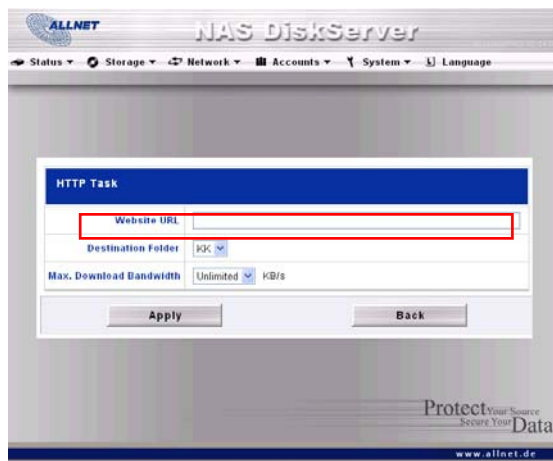 ALLNET
NAS DiskServer
Status Storage Network Accounts System Language
HTTP Task
Website URL
Destination Folder KK
Max. Download Bandwidth Unlimited KB/s
Apply Back
Protect Your Source
Secure Your Data
www.allnet.de